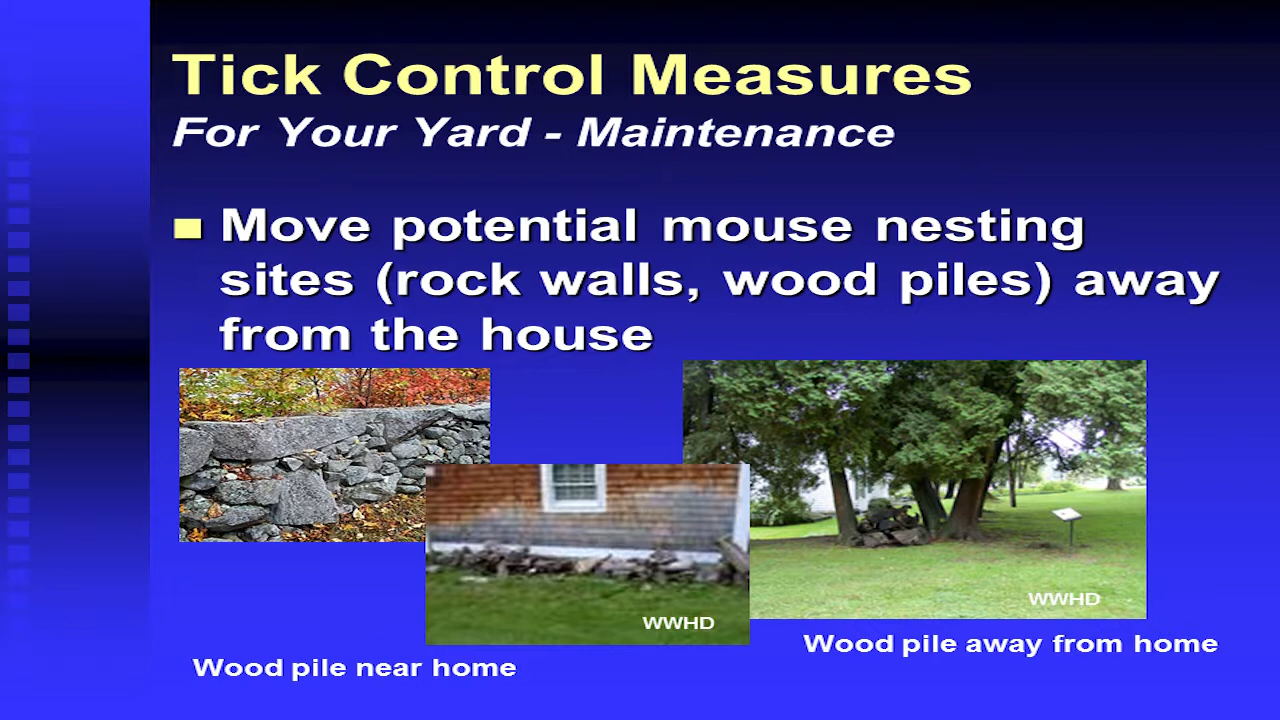 Tick Control Measures
For Your Yard - Maintenance
Move potential mouse nesting
sites (rock walls, wood piles) away
from the house
WWHD
WWHD
Wood pile away from home
Wood pile near home